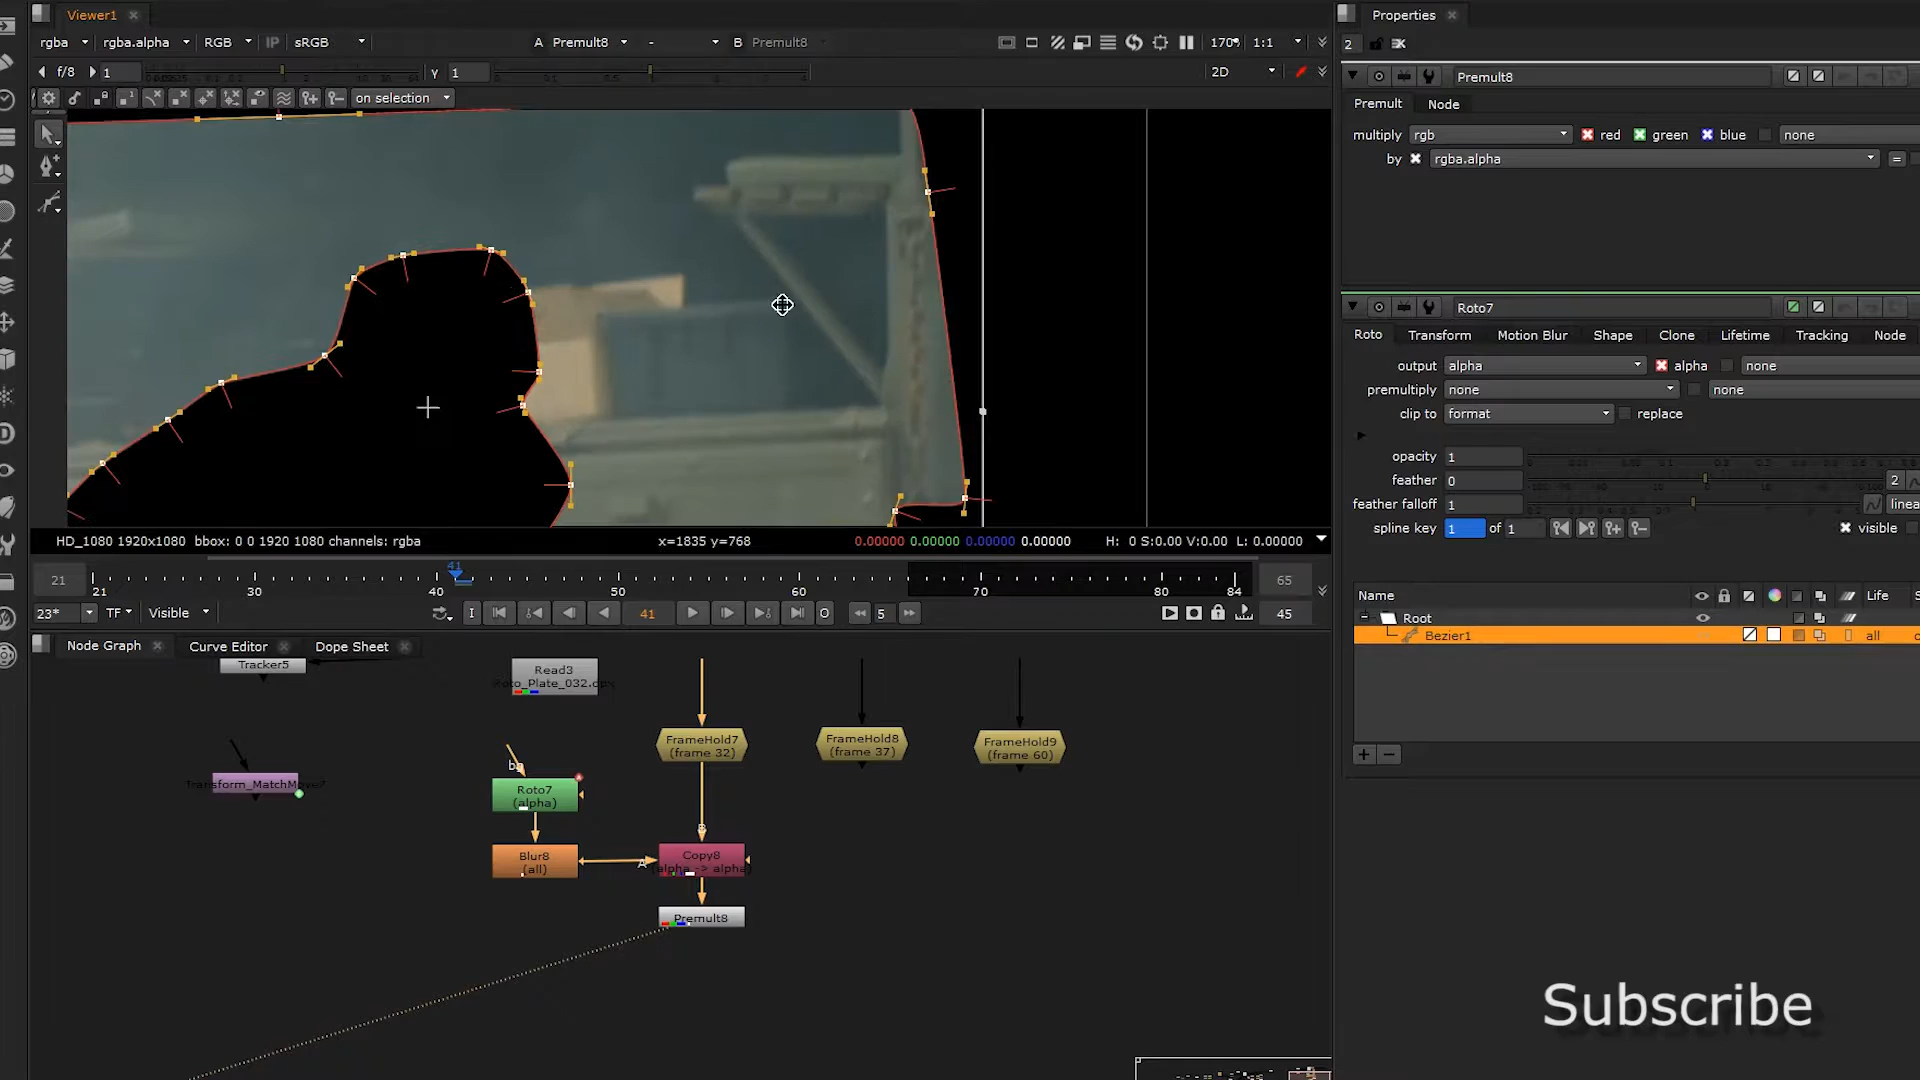 Viewer1
Properties
rgba
rgba.alpha
RGB
IP
sRGB
A Premult8
-
B Premult8
170% 1:1
2
f/8
1
Y 1
2D
Premult8
on selection
Premult Node
multiply rgb
red green blue
none
by rgba.alpha
=
Roto7
Roto Transform Motion Blur Shape Clone Lifetime Tracking Node
output alpha
alpha none
premultiply none
none
clip to format
replace
opacity 1
feather 0
2
feather falloff 1
linea
spline key 1 of 1
visible
HD_1080 1920x1080 bbox: 0 0 1920 1080 channels: rgba
x=1835 y=768
0.00000 0.00000 0.00000 0.00000
H: 0 S:0.00 V:0.00 L: 0.00000
41
21
21 30 40 50 60 70 80 84
65
23*
TF
Visible
I
41
O
5
45
Name
Life
Root
Bezier1
all
Node Graph
Curve Editor
Dope Sheet
Tracker5
Read3
Roto_Plate_032.dpx
FrameHold7
(frame 32)
FrameHold8
(frame 37)
FrameHold9
(frame 60)
Transform_MatchMove7
bg
Roto7
(alpha)
B
Blur8
(all)
A
Copy8
(alpha -> alpha)
Premult8
Subscribe